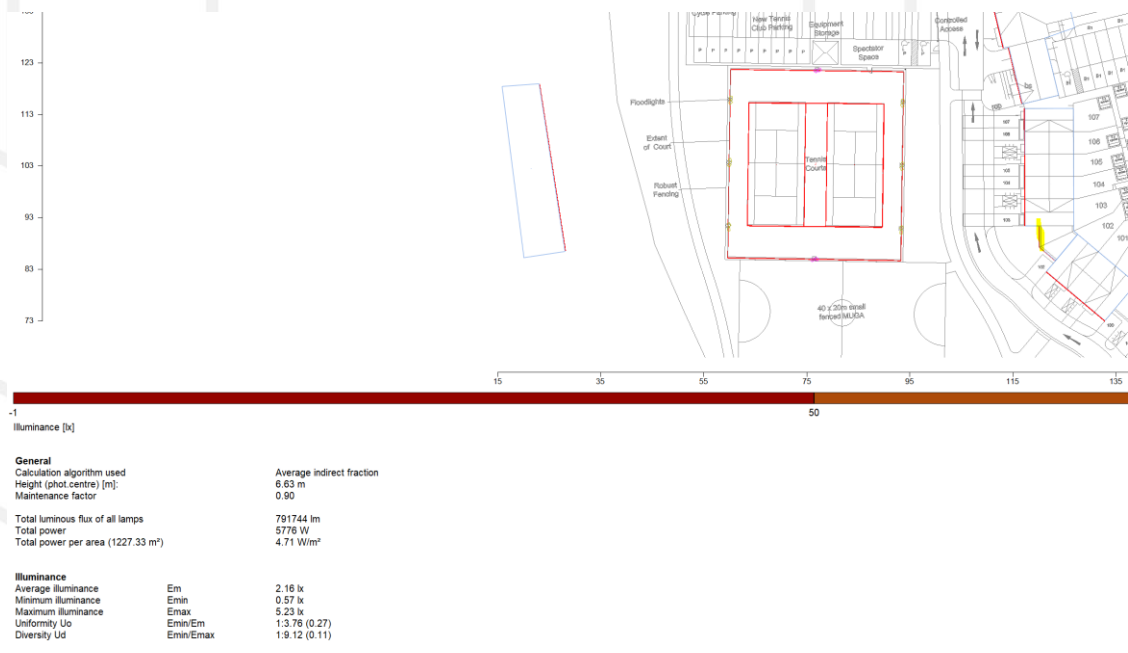 Cycle Parking
New Tennis
Club Parking
Equipment
Storage
Controlled
Access
P P P P P P P P P
Spectator
Space
123
113
103
93
83
73
Floodlights
Extent
of Court
Robust
Fencing
Tennis
Courts
40 x 20m small
fenced MUGA
bs
107
106
105
104
103
102
101
15 35 55 75 95 115 135
-1 50
Illuminance [lx]
General
Calculation algorithm used Average indirect fraction
Height (phot.centre) [m]: 6.63 m
Maintenance factor 0.90
Total luminous flux of all lamps 791744 lm
Total power 5776 W
Total power per area (1227.33 m²) 4.71 W/m²
Illuminance
Average illuminance Em 2.16 lx
Minimum illuminance Emin 0.57 lx
Maximum illuminance Emax 5.23 lx
Uniformity Uo Emin/Em 1:3.76 (0.27)
Diversity Ud Emin/Emax 1:9.12 (0.11)